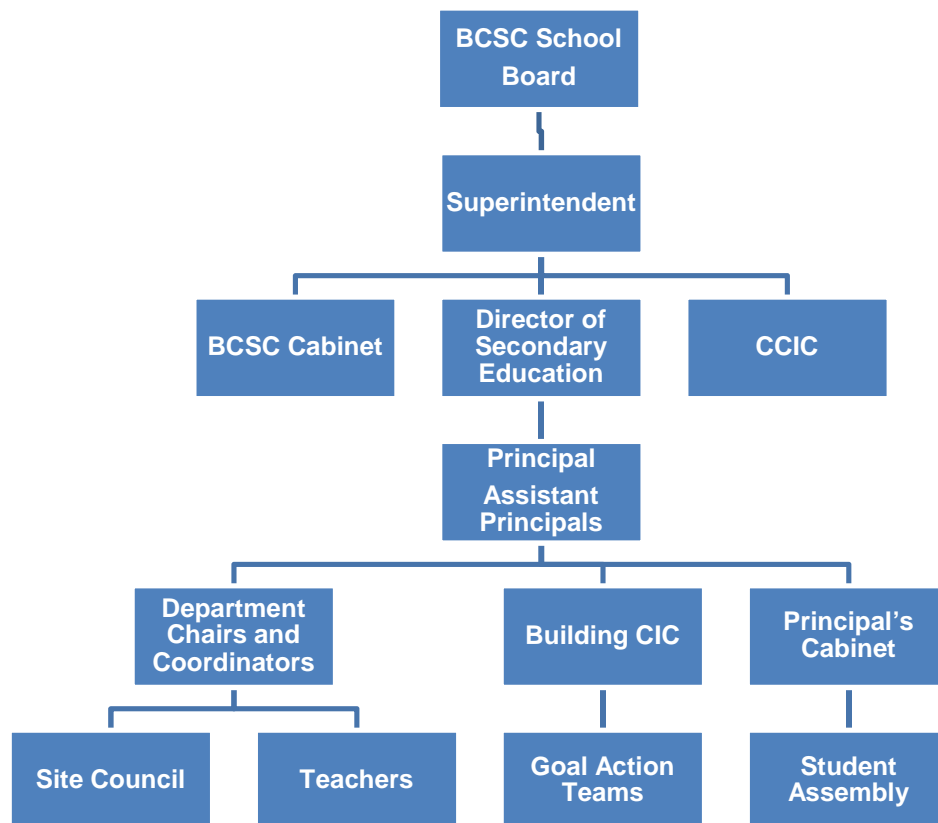 BCSC School
Board
Superintendent
BCSC Cabinet
Director of
Secondary
Education
CCIC
Principal
Assistant
Principals
Department
Chairs and
Coordinators
Building CIC
Principal’s
Cabinet
Site Council
Teachers
Goal Action
Teams
Student
Assembly